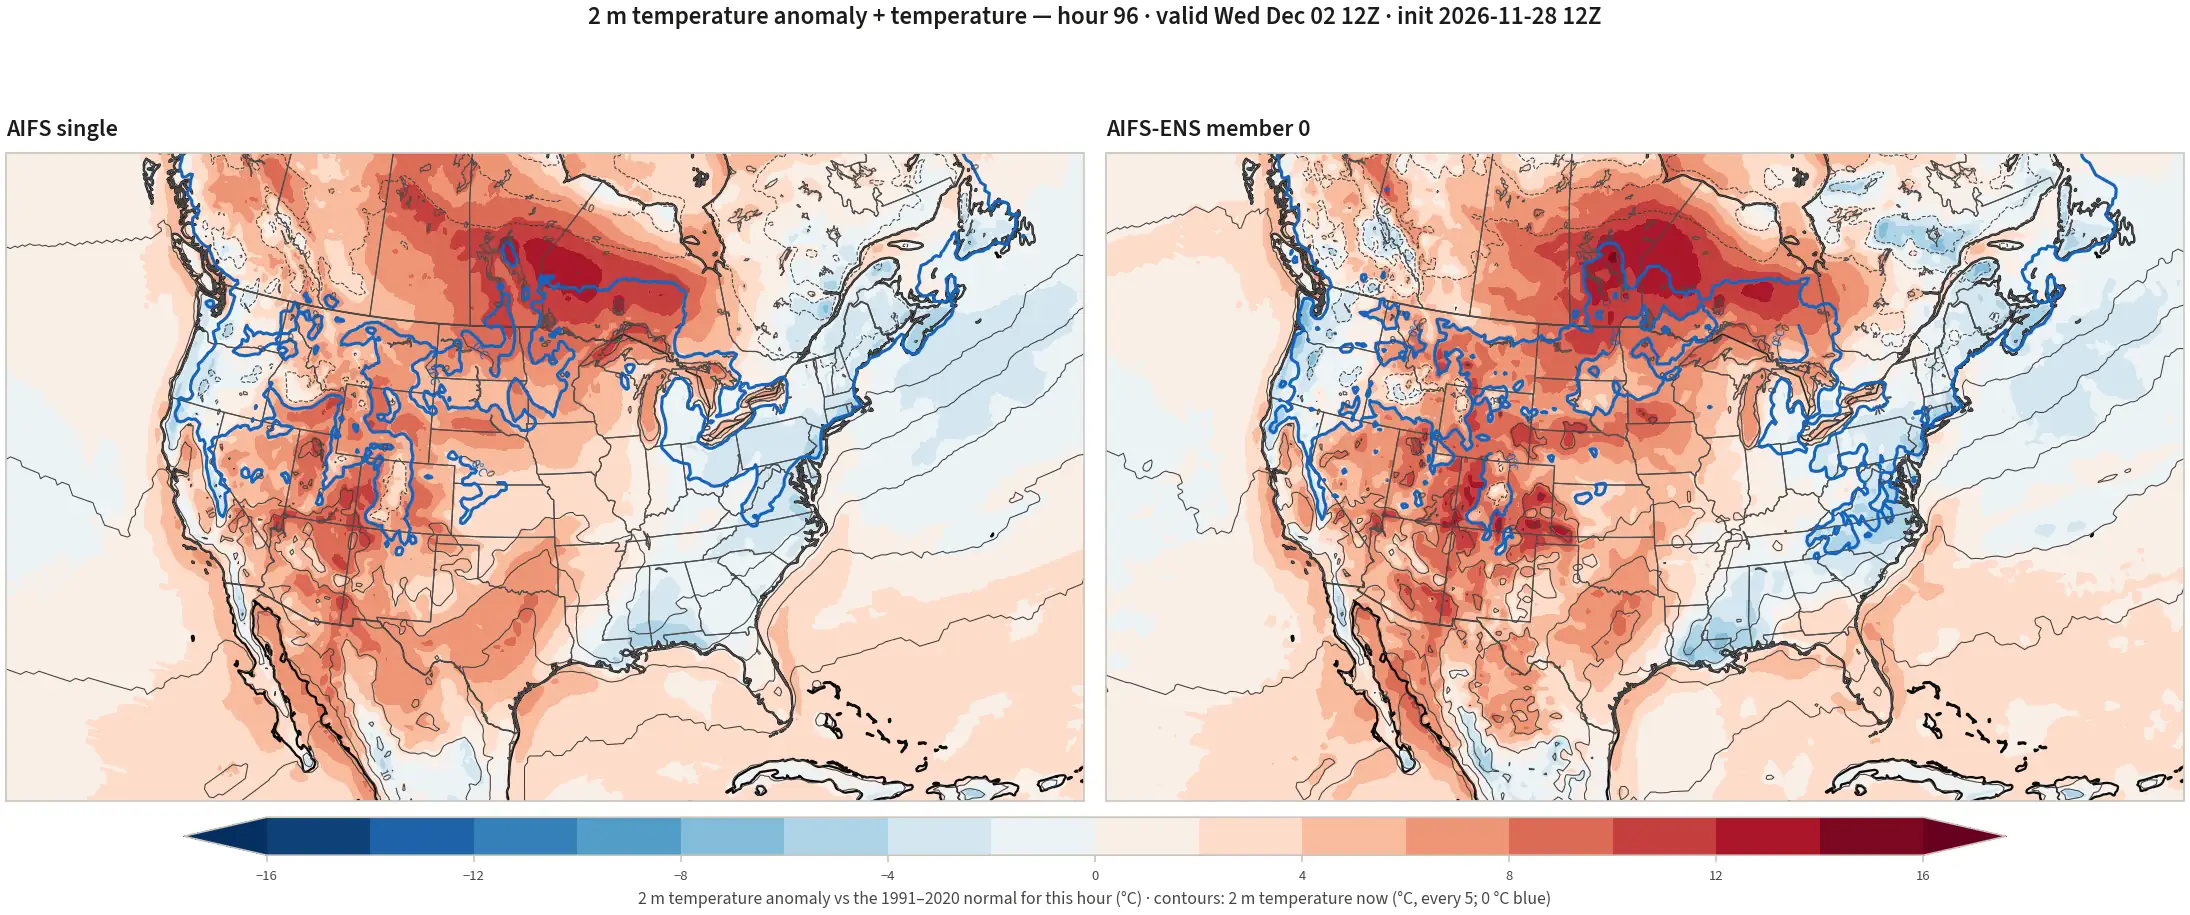 2 m temperature anomaly + temperature — hour 96 · valid Wed Dec 02 12Z · init 2026-11-28 12Z
AIFS single
AIFS-ENS member 0
−16 −12 −8 −4 0 4 8 12 16
2 m temperature anomaly vs the 1991–2020 normal for this hour (°C) · contours: 2 m temperature now (°C, every 5; 0 °C blue)